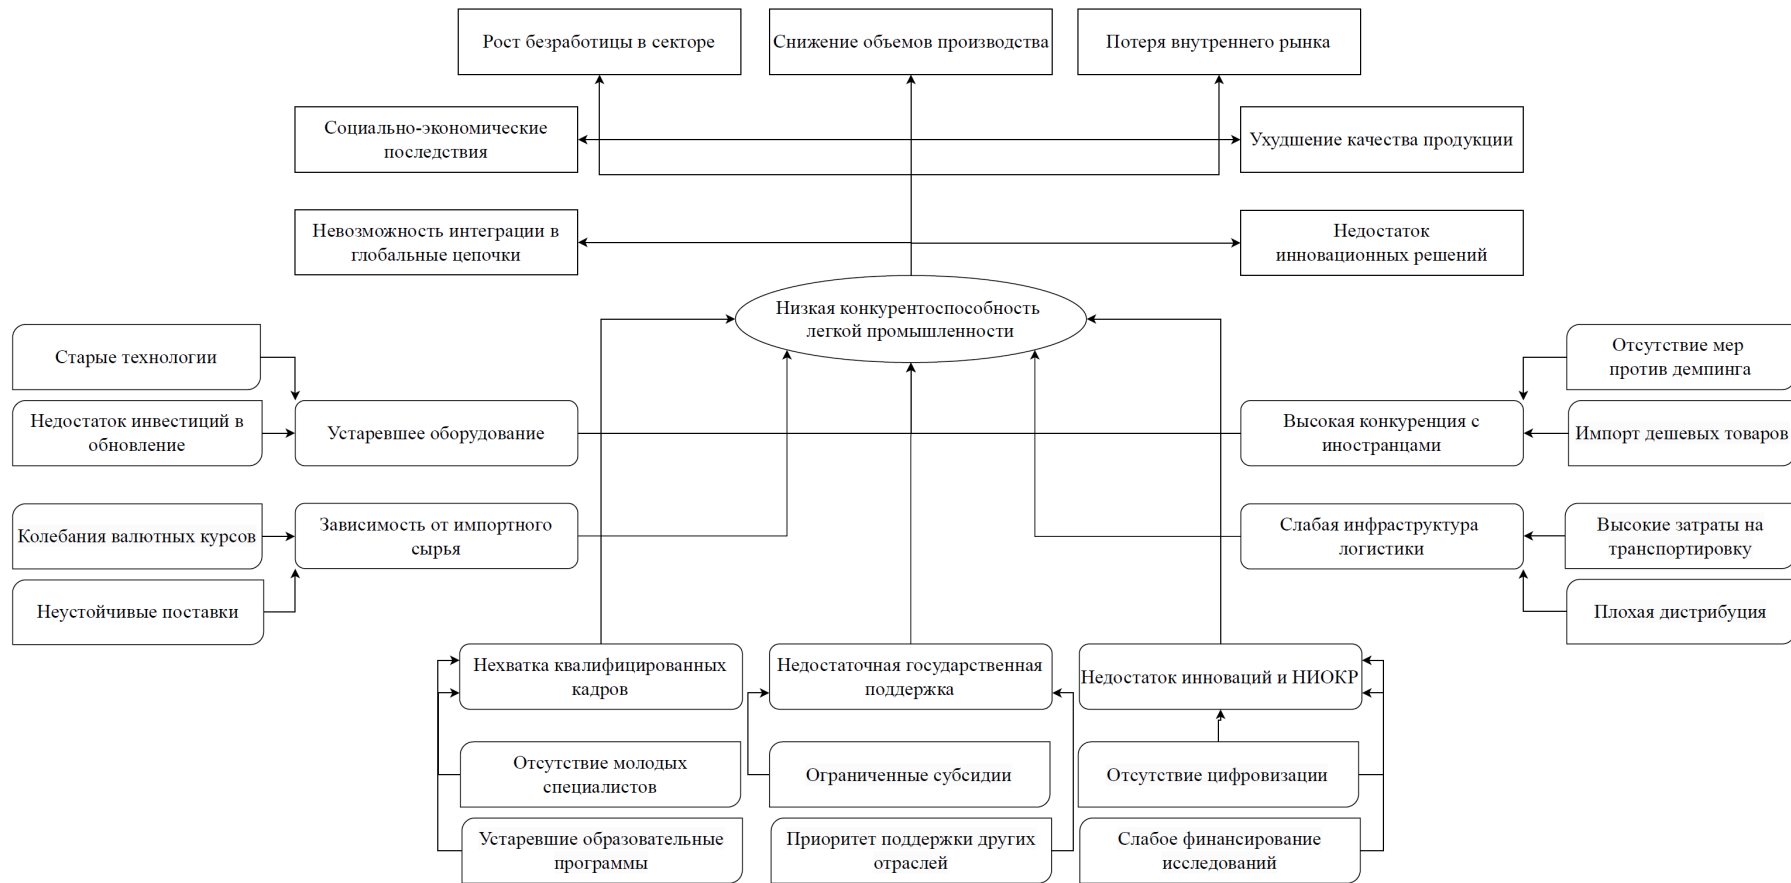 Рост безработицы в секторе
Снижение объемов производства
Потеря внутреннего рынка
Социально-экономические
последствия
Ухудшение качества продукции
Невозможность интеграции в
глобальные цепочки
Недостаток
инновационных решений
Низкая конкурентоспособность
легкой промышленности
Старые технологии
Отсутствие мер
против демпинга
Недостаток инвестиций в
обновление
Устаревшее оборудование
Высокая конкуренция с
иностранцами
Импорт дешевых товаров
Колебания валютных курсов
Зависимость от импортного
сырья
Слабая инфраструктура
логистики
Высокие затраты на
транспортировку
Неустойчивые поставки
Плохая дистрибуция
Нехватка квалифицированных
кадров
Недостаточная государственная
поддержка
Недостаток инноваций и НИОКР
Отсутствие молодых
специалистов
Ограниченные субсидии
Отсутствие цифровизации
Устаревшие образовательные
программы
Приоритет поддержки других
отраслей
Слабое финансирование
исследований